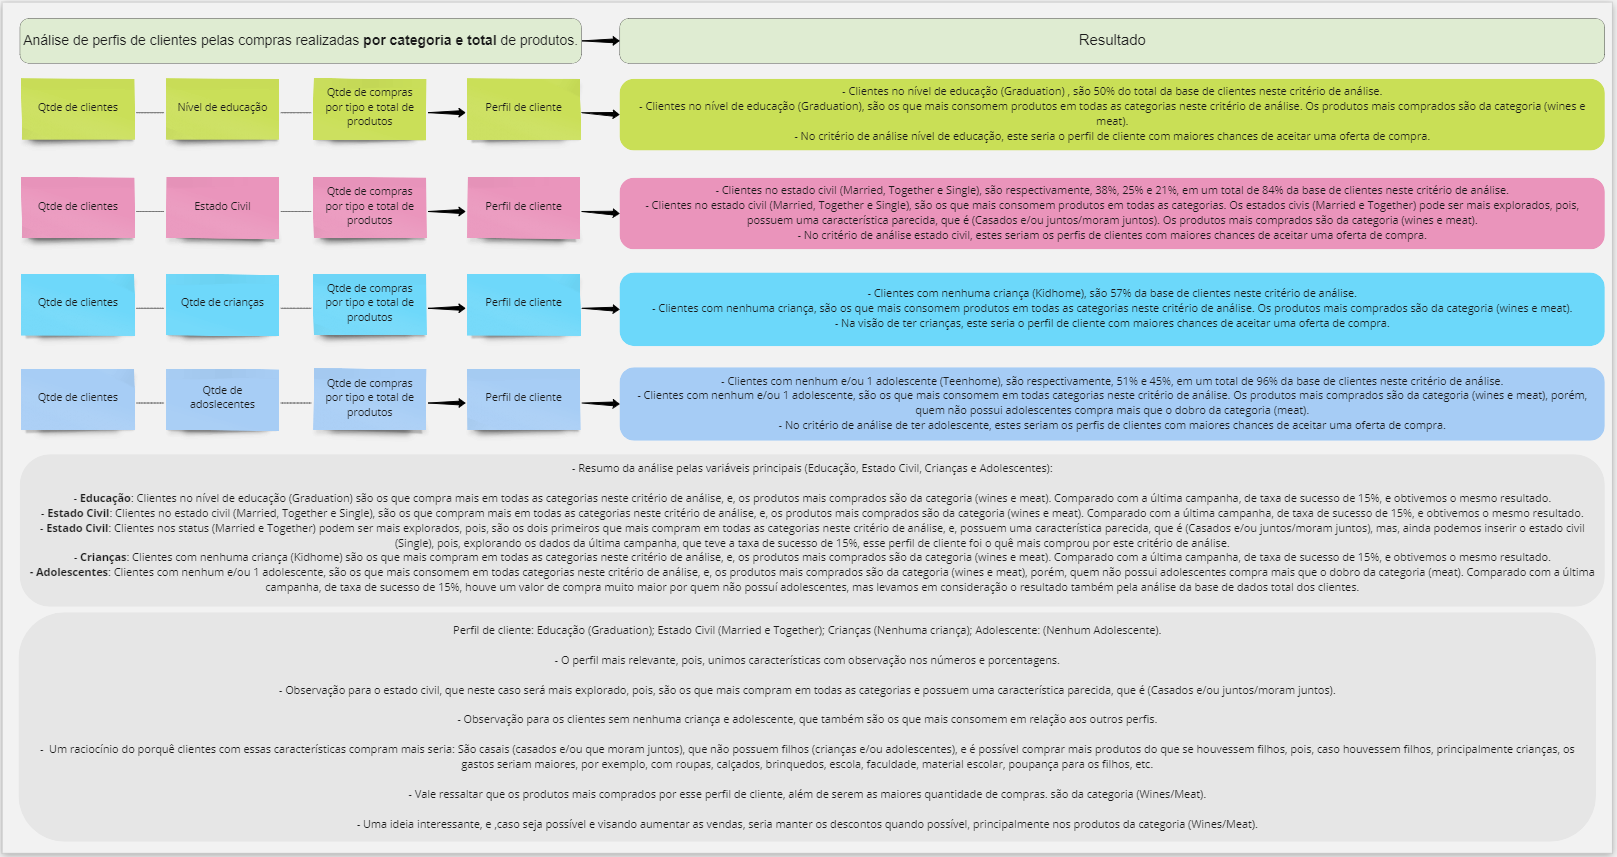 Análise de perfis de clientes pelas compras realizadas por categoria e total de produtos.
Resultado
Qtde de clientes
Nível de educação
Qtde de compras
por tipo e total de
produtos
Perfil de cliente
- Clientes no nível de educação (Graduation) , são 50% do total da base de clientes neste critério de análise.
- Clientes no nível de educação (Graduation), são os que mais consomem produtos em todas as categorias neste critério de análise. Os produtos mais comprados são da categoria (wines e
meat).
- No critério de análise nível de educação, este seria o perfil de cliente com maiores chances de aceitar uma oferta de compra.
Qtde de clientes
Estado Civil
Qtde de compras
por tipo e total de
produtos
Perfil de cliente
- Clientes no estado civil (Married, Together e Single), são respectivamente, 38%, 25% e 21%, em um total de 84% da base de clientes neste critério de análise.
- Clientes no estado civil (Married, Together e Single), são os que mais consomem produtos em todas as categorias. Os estados civis (Married e Together) pode ser mais explorados, pois,
possuem uma característica parecida, que é (Casados e/ou juntos/moram juntos). Os produtos mais comprados são da categoria (wines e meat).
- No critério de análise estado civil, estes seriam os perfis de clientes com maiores chances de aceitar uma oferta de compra.
Qtde de clientes
Qtde de crianças
Qtde de compras
por tipo e total de
produtos
Perfil de cliente
- Clientes com nenhuma criança (Kidhome), são 57% da base de clientes neste critério de análise.
- Clientes com nenhuma criança, são os que mais consomem produtos em todas as categorias neste critério de análise. Os produtos mais comprados são da categoria (wines e meat).
- Na visão de ter crianças, este seria o perfil de cliente com maiores chances de aceitar uma oferta de compra.
Qtde de clientes
Qtde de
adoslecentes
Qtde de compras
por tipo e total de
produtos
Perfil de cliente
- Clientes com nenhum e/ou 1 adolescente (Teenhome), são respectivamente, 51% e 45%, em um total de 96% da base de clientes neste critério de análise.
- Clientes com nenhum e/ou 1 adolescente, são os que mais consomem em todas categorias neste critério de análise. Os produtos mais comprados são da categoria (wines e meat), porém,
quem não possui adolescentes compra mais que o dobro da categoria (meat).
- No critério de análise de ter adolescente, estes seriam os perfis de clientes com maiores chances de aceitar uma oferta de compra.
- Resumo da análise pelas variáveis principais (Educação, Estado Civil, Crianças e Adolescentes):
- Educação: Clientes no nível de educação (Graduation) são os que compra mais em todas as categorias neste critério de análise, e, os produtos mais comprados são da categoria (wines e meat). Comparado com a última campanha, de taxa de sucesso de 15%, e obtivemos o mesmo resultado.
- Estado Civil: Clientes no estado civil (Married, Together e Single), são os que compram mais em todas as categorias neste critério de análise, e, os produtos mais comprados são da categoria (wines e meat). Comparado com a última campanha, de taxa de sucesso de 15%, e obtivemos o mesmo resultado.
- Estado Civil: Clientes nos status (Married e Together) podem ser mais explorados, pois, são os dois primeiros que mais compram em todas as categorias neste critério de análise, e, possuem uma característica parecida, que é (Casados e/ou juntos/moram juntos), mas, ainda podemos inserir o estado civil
(Single), pois, explorando os dados da última campanha, que teve a taxa de sucesso de 15%, esse perfil de cliente foi o quê mais comprou por este critério de análise.
- Crianças: Clientes com nenhuma criança (Kidhome) são os que mais compram em todas as categorias neste critério de análise, e, os produtos mais comprados são da categoria (wines e meat). Comparado com a última campanha, de taxa de sucesso de 15%, e obtivemos o mesmo resultado.
- Adolescentes: Clientes com nenhum e/ou 1 adolescente, são os que mais consomem em todas categorias neste critério de análise, e, os produtos mais comprados são da categoria (wines e meat), porém, quem não possui adolescentes compra mais que o dobro da categoria (meat). Comparado com a última
campanha, de taxa de sucesso de 15%, houve um valor de compra muito maior por quem não possuí adolescentes, mas levamos em consideração o resultado também pela análise da base de dados total dos clientes.
Perfil de cliente: Educação (Graduation); Estado Civil (Married e Together); Crianças (Nenhuma criança); Adolescente: (Nenhum Adolescente).
- O perfil mais relevante, pois, unimos características com observação nos números e porcentagens.
- Observação para o estado civil, que neste caso será mais explorado, pois, são os que mais compram em todas as categorias e possuem uma característica parecida, que é (Casados e/ou juntos/moram juntos).
- Observação para os clientes sem nenhuma criança e adolescente, que também são os que mais consomem em relação aos outros perfis.
- Um raciocínio do porquê clientes com essas características compram mais seria: São casais (casados e/ou que moram juntos), que não possuem filhos (crianças e/ou adolescentes), e é possível comprar mais produtos do que se houvessem filhos, pois, caso houvessem filhos, principalmente crianças, os
gastos seriam maiores, por exemplo, com roupas, calçados, brinquedos, escola, faculdade, material escolar, poupança para os filhos, etc.
- Vale ressaltar que os produtos mais comprados por esse perfil de cliente, além de serem as maiores quantidade de compras. são da categoria (Wines/Meat).
- Uma ideia interessante, e ,caso seja possível e visando aumentar as vendas, seria manter os descontos quando possível, principalmente nos produtos da categoria (Wines/Meat).